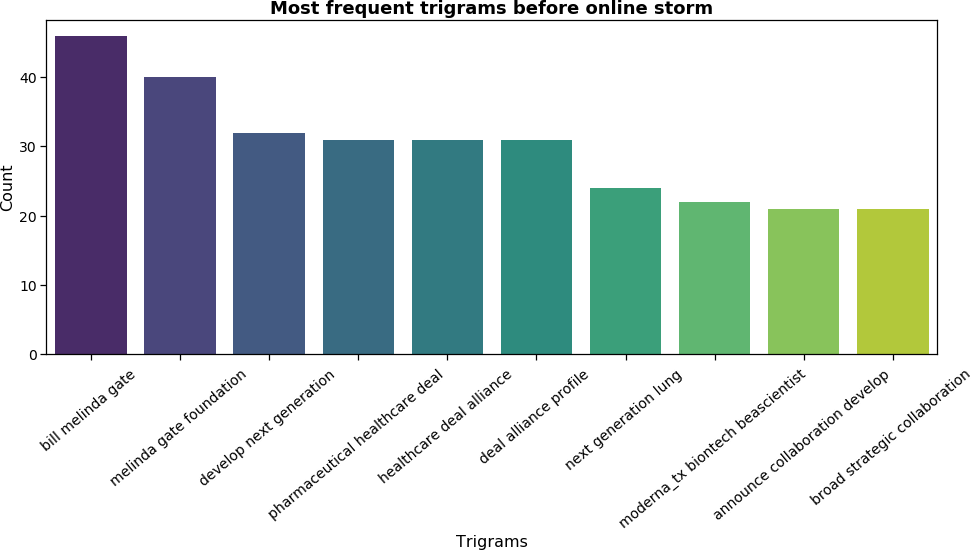 Most frequent trigrams before online storm
Count
40
30
20
10
0
bill melinda gate
melinda gate foundation
develop next generation
pharmaceutical healthcare deal
healthcare deal alliance
deal alliance profile
next generation lung
moderna_tx biontech beascientist
announce collaboration develop
broad strategic collaboration
Trigrams